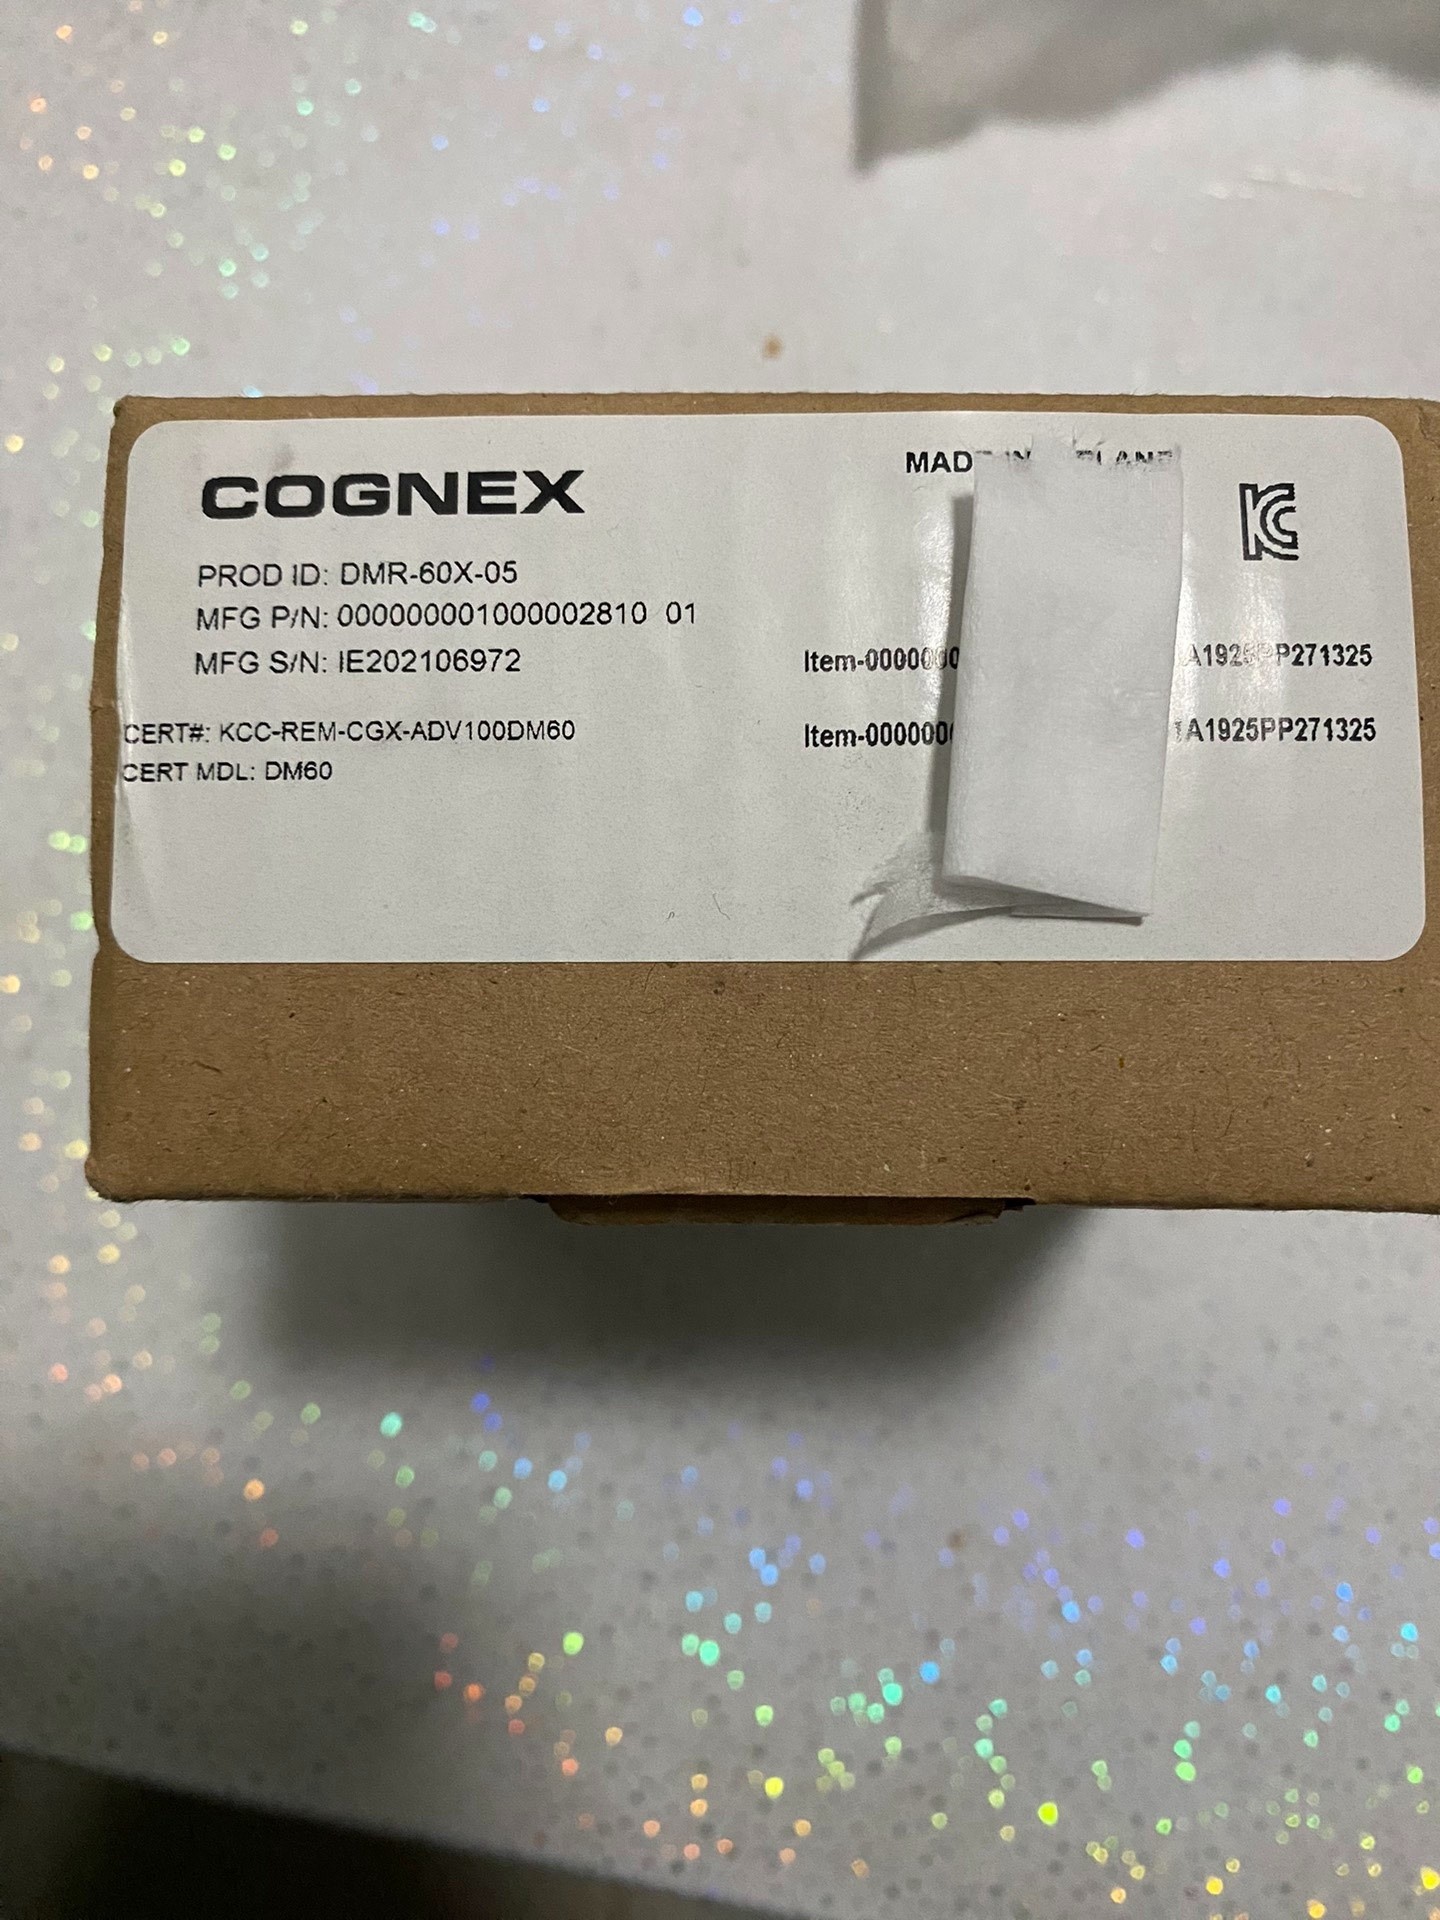 COGNEX
MADE IN
PROD ID: DMR-60X-05
MFG P/N: 000000001000002810 01
MFG S/N: IE202106972
Item-0000000 A1925PP271325
CERT#: KCC-REM-CGX-ADV100DM60
Item-000000 1A1925PP271325
CERT MDL: DM60